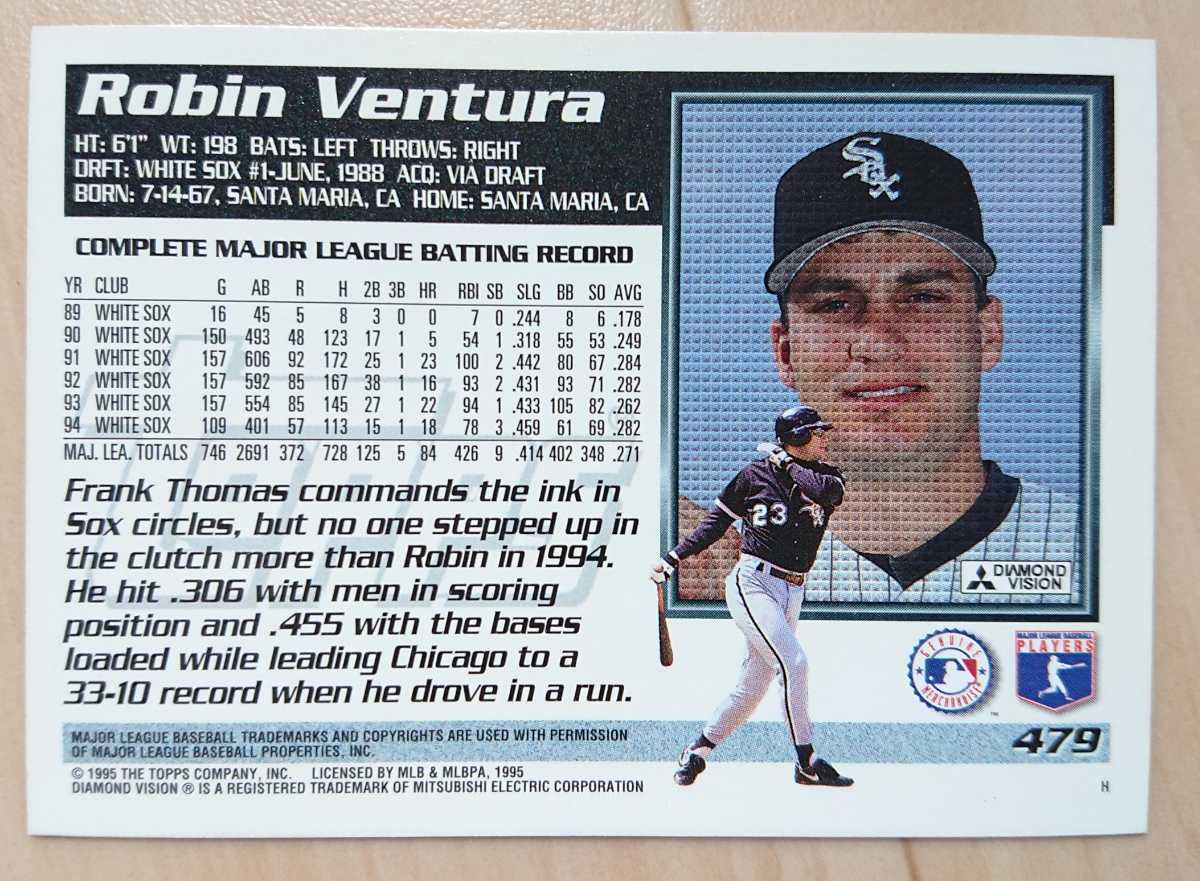 Robin Ventura
HT: 6'1" WT: 198 BATS: LEFT THROWS: RIGHT
DRFT: WHITE SOX #1-JUNE, 1988 ACQ: VIA DRAFT
BORN: 7-14-67, SANTA MARIA, CA HOME: SANTA MARIA, CA
COMPLETE MAJOR LEAGUE BATTING RECORD
YR CLUB G AB R H 2B 3B HR RBI SB SLG BB SO AVG
89 WHITE SOX 16 45 5 8 3 0 0 7 0 .244 8 6 .178
90 WHITE SOX 150 493 48 123 17 1 5 54 1 .318 55 53 .249
91 WHITE SOX 157 606 92 172 25 1 23 100 2 .442 80 67 .284
92 WHITE SOX 157 592 85 167 38 1 16 93 2 .431 93 71 .282
93 WHITE SOX 157 554 85 145 27 1 22 94 1 .433 105 82 .262
94 WHITE SOX 109 401 57 113 15 1 18 78 3 .459 61 69 .282
MAJ. LEA. TOTALS 746 2691 372 728 125 5 84 426 9 .414 402 348 .271
Frank Thomas commands the ink in
Sox circles, but no one stepped up in
the clutch more than Robin in 1994.
He hit .306 with men in scoring
position and .455 with the bases
loaded while leading Chicago to a
33-10 record when he drove in a run.
topps
Sox
23
DIAMOND
VISION
GENUINE
MERCHANDISE
™
MAJOR LEAGUE BASEBALL
PLAYERS
MAJOR LEAGUE BASEBALL TRADEMARKS AND COPYRIGHTS ARE USED WITH PERMISSION
OF MAJOR LEAGUE BASEBALL PROPERTIES, INC.
479
© 1995 THE TOPPS COMPANY, INC. LICENSED BY MLB & MLBPA, 1995
DIAMOND VISION ® IS A REGISTERED TRADEMARK OF MITSUBISHI ELECTRIC CORPORATION
H